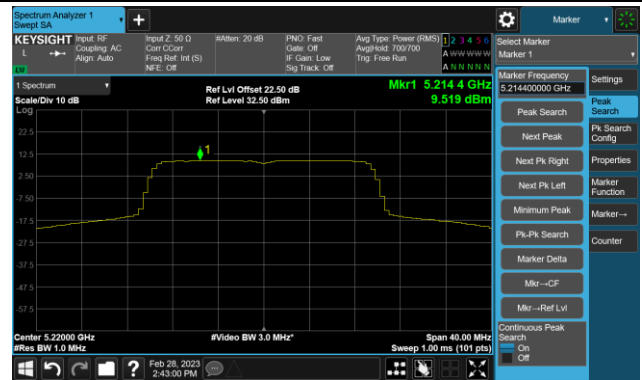 Spectrum Analyzer 1
Swept SA
Marker
KEYSIGHT
L
Input: RF
Coupling: AC
Align: Auto
Input Z: 50 Ω
Corr CCorr
Freq Ref: Int (S)
NFE: Off
#Atten: 20 dB
PNO: Fast
Gate: Off
IF Gain: Low
Sig Track: Off
Avg Type: Power (RMS)
Avg|Hold: 700/700
Trig: Free Run
1 2 3 4 5 6
A W W W W W
A N N N N N
Select Marker
Marker 1
1 Spectrum
Scale/Div 10 dB
Log
Ref Lvl Offset 22.50 dB
Ref Level 32.50 dBm
Mkr1 5.214 4 GHz
9.519 dBm
22.5
12.5
2.50
-7.50
-17.5
-27.5
-37.5
-47.5
-57.5
1
Center 5.22000 GHz
#Res BW 1.0 MHz
#Video BW 3.0 MHz*
Span 40.00 MHz
Sweep 1.00 ms (101 pts)
Marker Frequency
5.214400000 GHz
Peak Search
Next Peak
Next Pk Right
Next Pk Left
Minimum Peak
Pk-Pk Search
Marker Delta
Mkr→CF
Mkr→Ref Lvl
Continuous Peak
Search
On
Off
Settings
Peak
Search
Pk Search
Config
Properties
Marker
Function
Marker→
Counter
Feb 28, 2023
2:43:00 PM